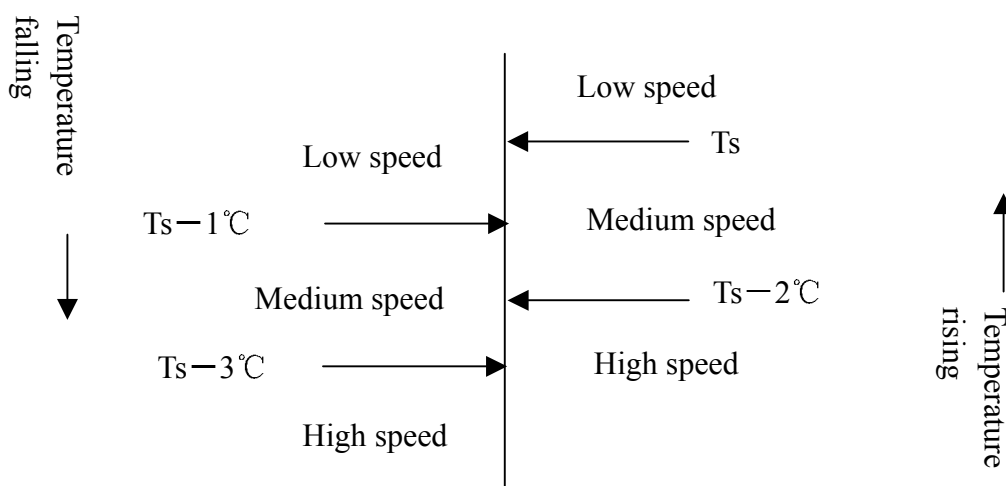 Temperature
falling
Low speed
Low speed
Ts
Ts－1℃
Medium speed
Medium speed
Ts－2℃
Ts－3℃
High speed
High speed
Temperature
rising